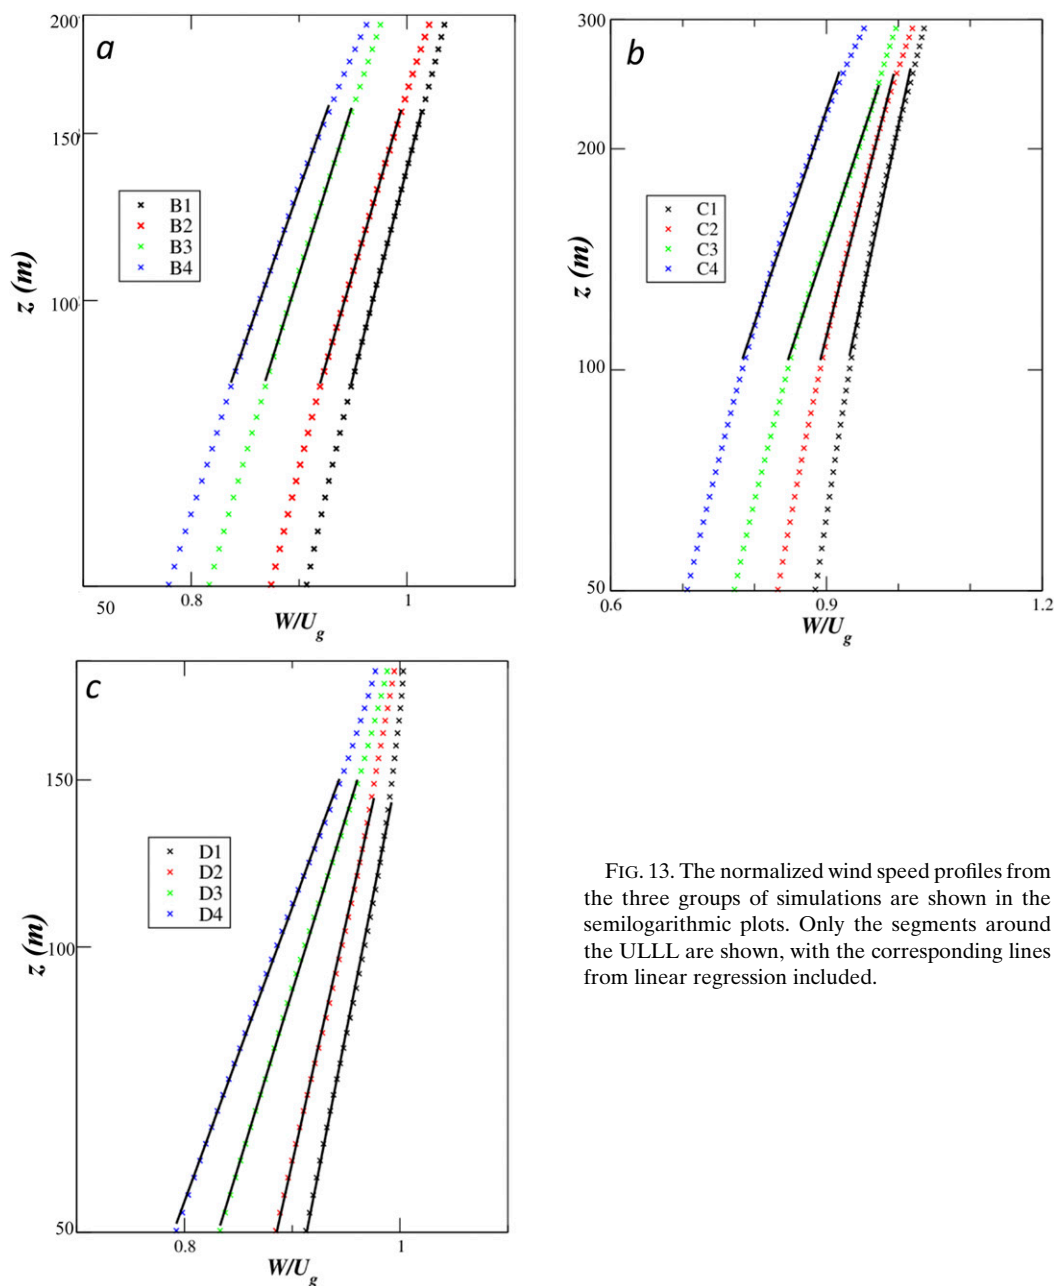 a
200
150
100
50
z (m)
B1
B2
B3
B4
0.8
1
W/U_g
b
300
200
100
50
z (m)
C1
C2
C3
C4
0.6
0.9
1.2
W/U_g
c
150
100
50
z (m)
D1
D2
D3
D4
0.8
1
W/U_g
FIG. 13. The normalized wind speed profiles from
the three groups of simulations are shown in the
semilogarithmic plots. Only the segments around
the ULLL are shown, with the corresponding lines
from linear regression included.